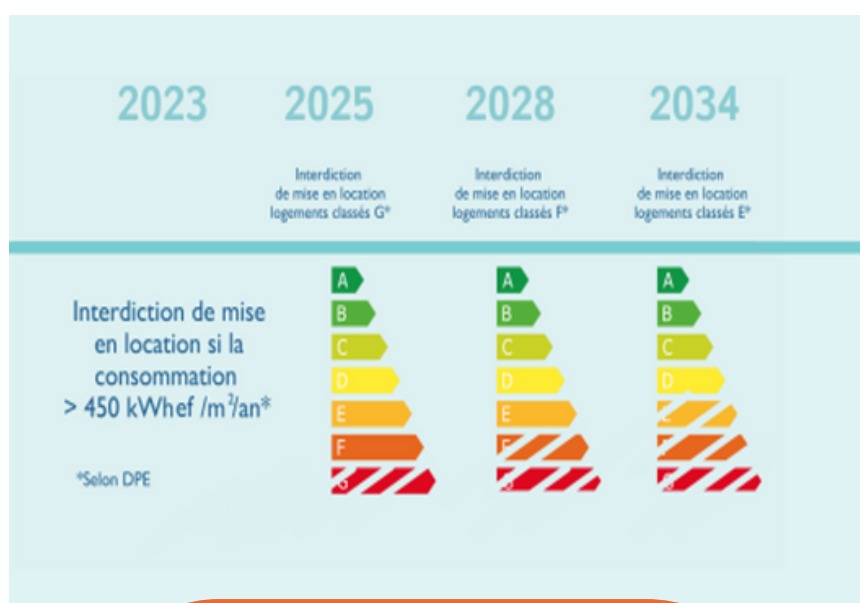 2023
2025
2028
2034
Interdiction
de mise en location
logements classés G*
Interdiction
de mise en location
logements classés F*
Interdiction
de mise en location
logements classés E*
Interdiction de mise
en location si la
consommation
> 450 kWhef /m²/an*
*Selon DPE
A
B
C
D
E
F
G
A
B
C
D
E
F
G
A
B
C
D
E
F
G